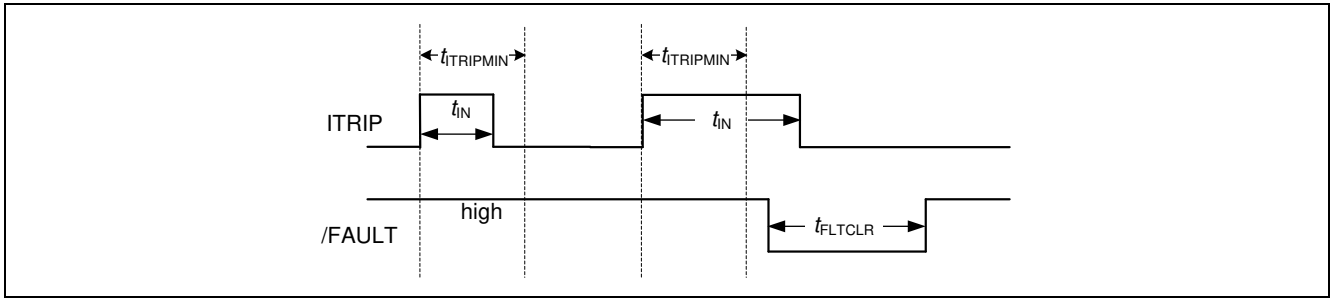 tITRIPMIN tITRIPMIN
ITRIP tIN tIN
high
/FAULT tFLTCLR